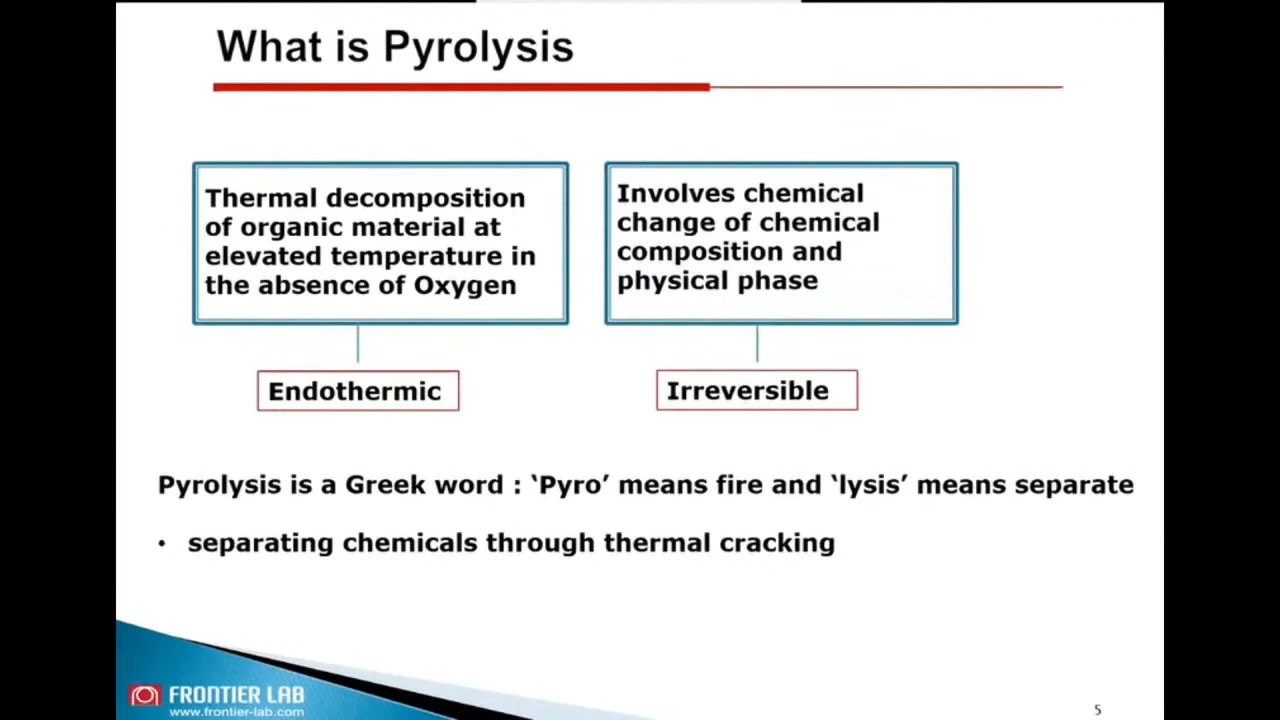 What is Pyrolysis
Thermal decomposition
of organic material at
elevated temperature in
the absence of Oxygen
Involves chemical
change of chemical
composition and
physical phase
Endothermic
Irreversible
Pyrolysis is a Greek word : ‘Pyro’ means fire and ‘lysis’ means separate
• separating chemicals through thermal cracking
FRONTIER LAB
www.frontier-lab.com
5